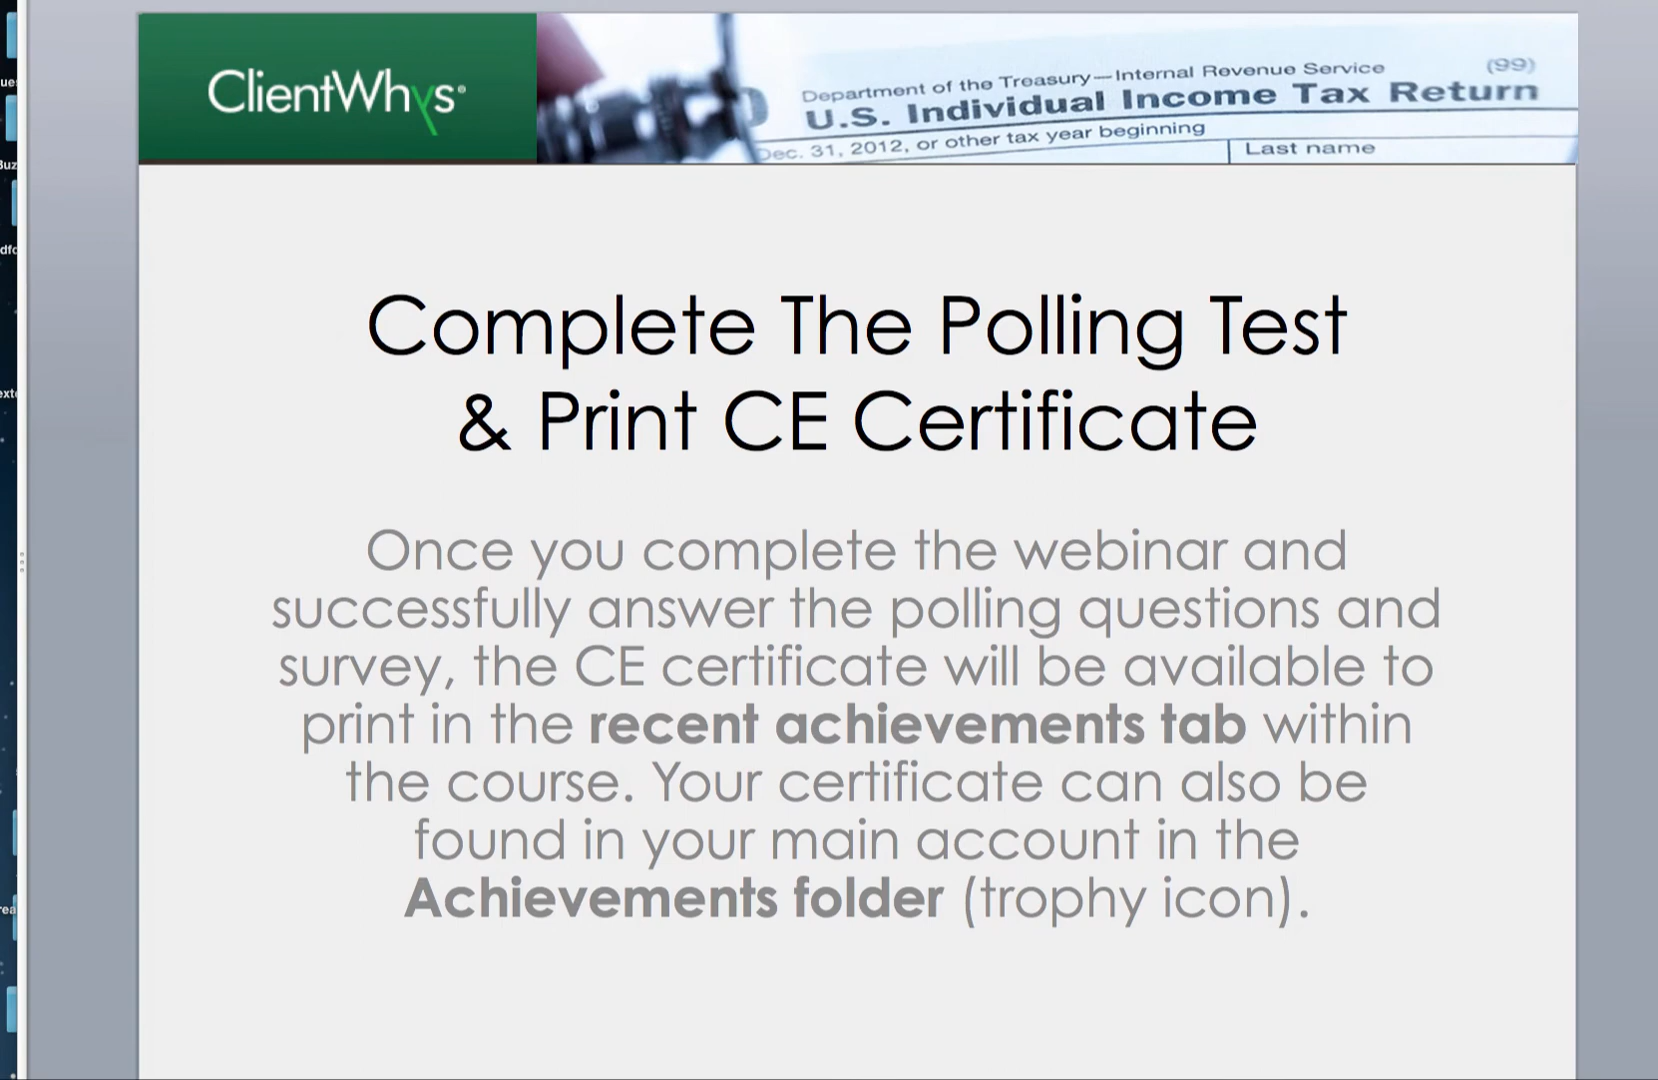 ClientWhys
Department of the Treasury—Internal Revenue Service
(99)
U.S. Individual Income Tax Return
Dec. 31, 2012, or other tax year beginning
Last name
Complete The Polling Test
& Print CE Certificate
Once you complete the webinar and
successfully answer the polling questions and
survey, the CE certificate will be available to
print in the recent achievements tab within
the course. Your certificate can also be
found in your main account in the
Achievements folder (trophy icon).